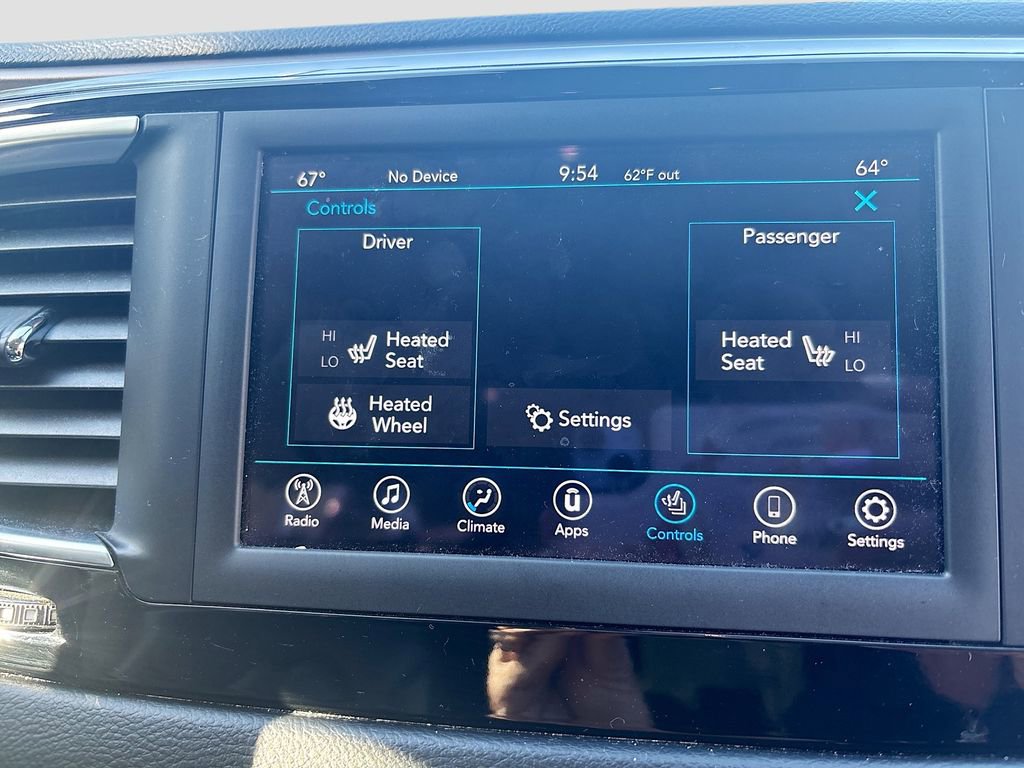 67° No Device 9:54 62°F out 64°
Controls
Driver
HI
LO
Heated
Seat
Heated
Wheel
Settings
Passenger
Heated
Seat
HI
LO
Radio
Media
Climate
Apps
Controls
Phone
Settings